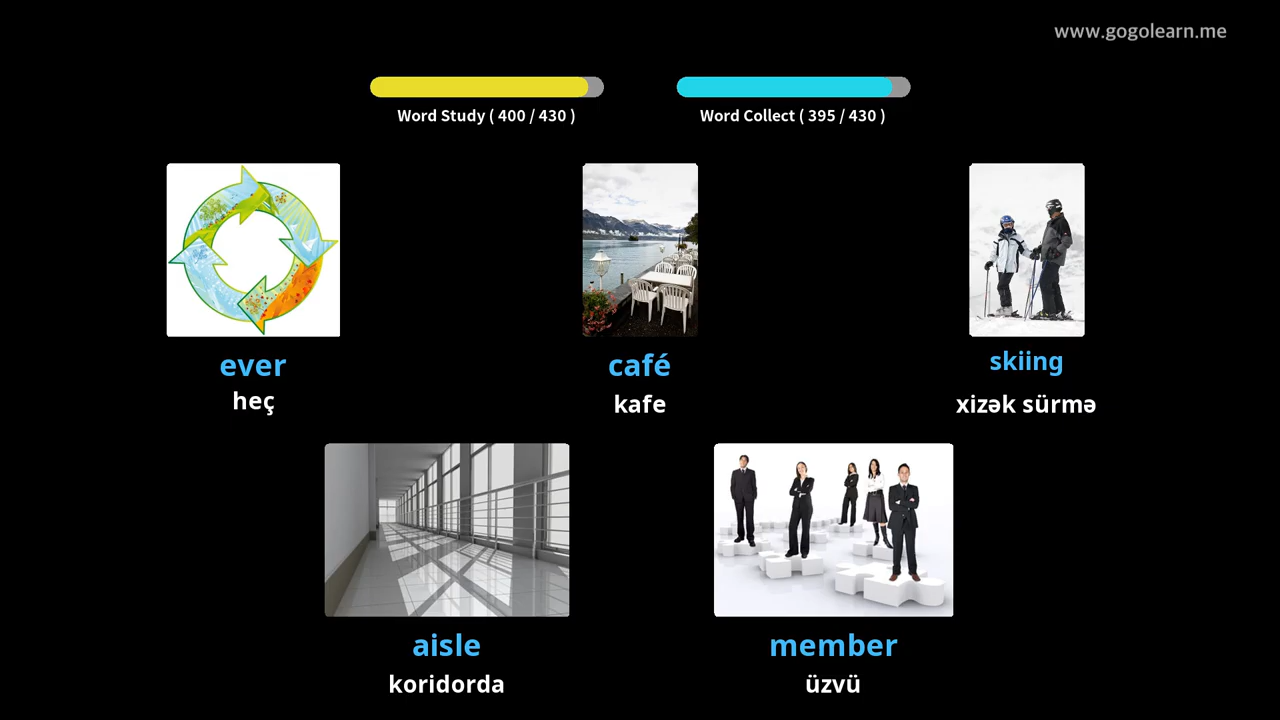 www.gogolearn.me
Word Study ( 400 / 430 )
Word Collect ( 395 / 430 )
ever
heç
café
kafe
skiing
xizək sürmə
aisle
koridorda
member
üzvü